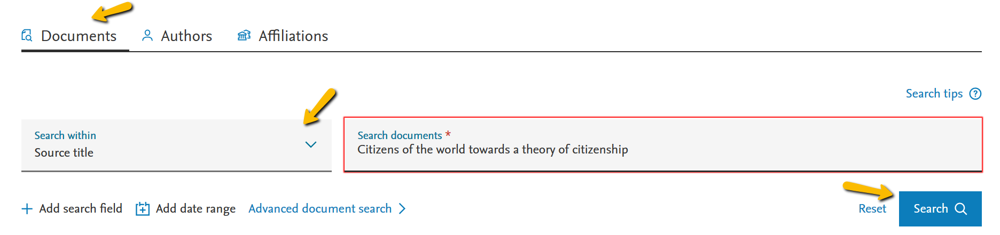 Documents Authors Affiliations
Search tips
Search within
Source title
Search documents *
Citizens of the world towards a theory of citizenship
Add search field Add date range Advanced document search Reset Search